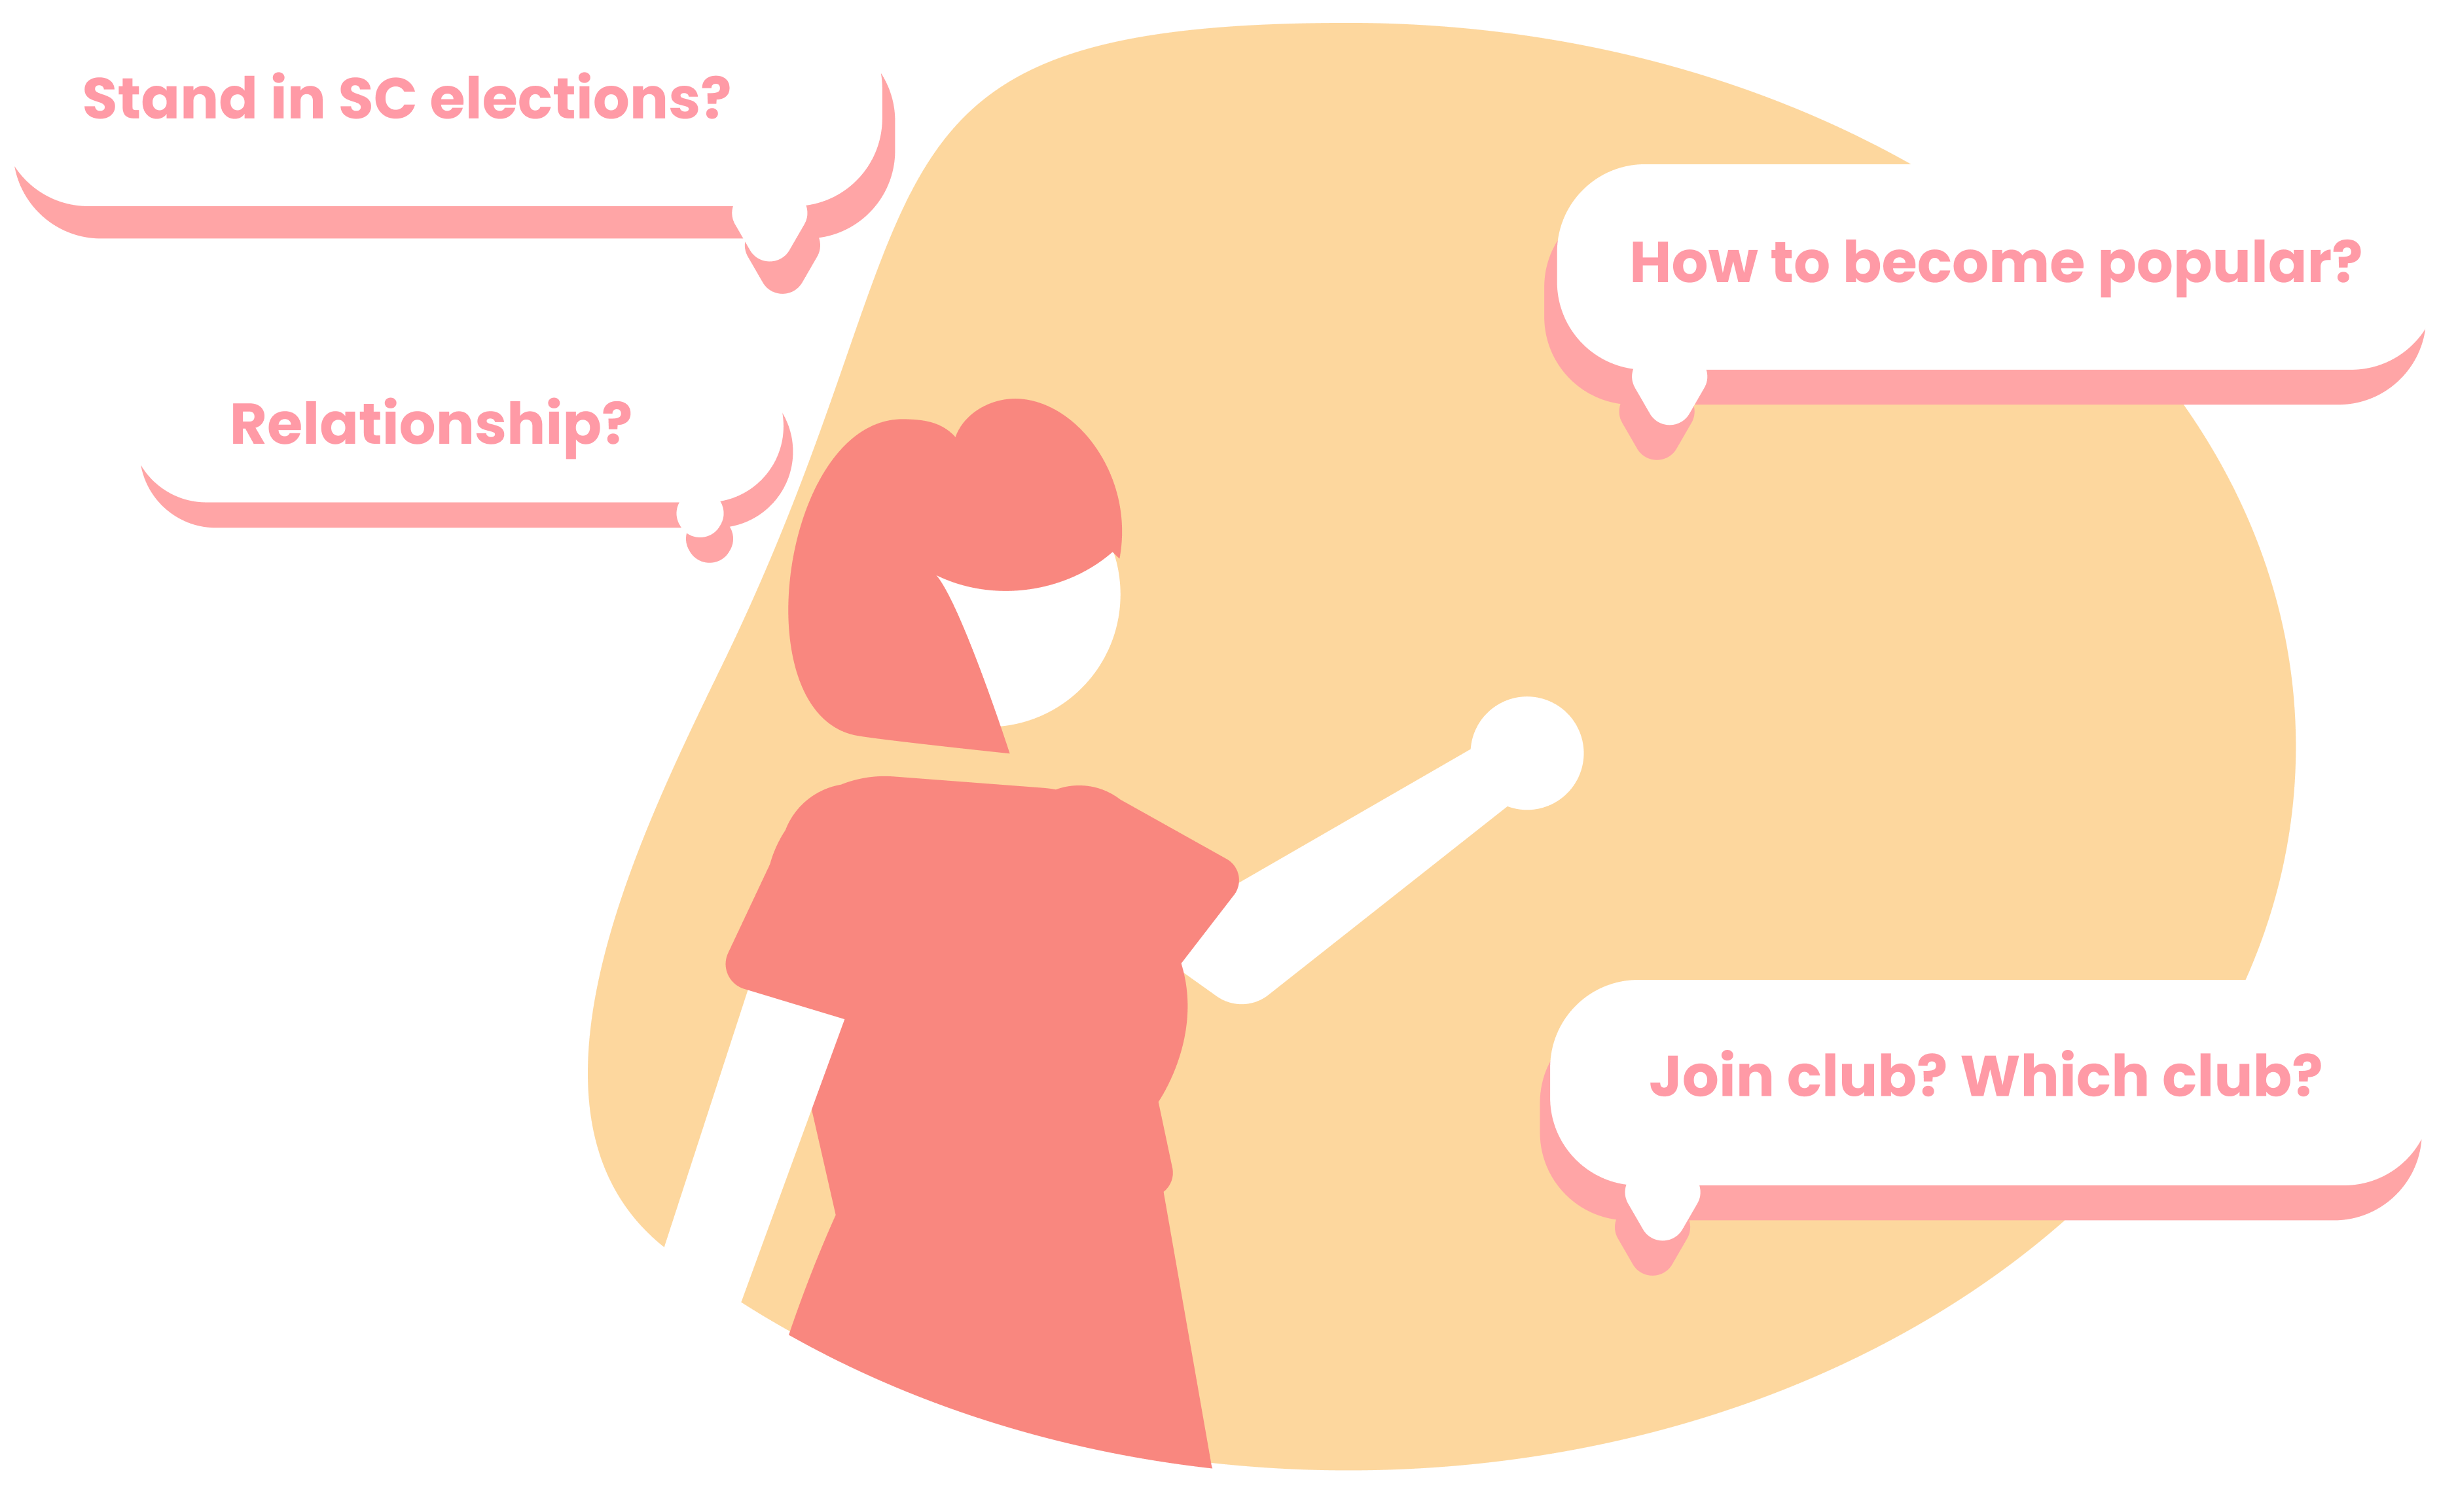 Stand in SC elections?
How to become popular?
Relationship?
Join club? Which club?